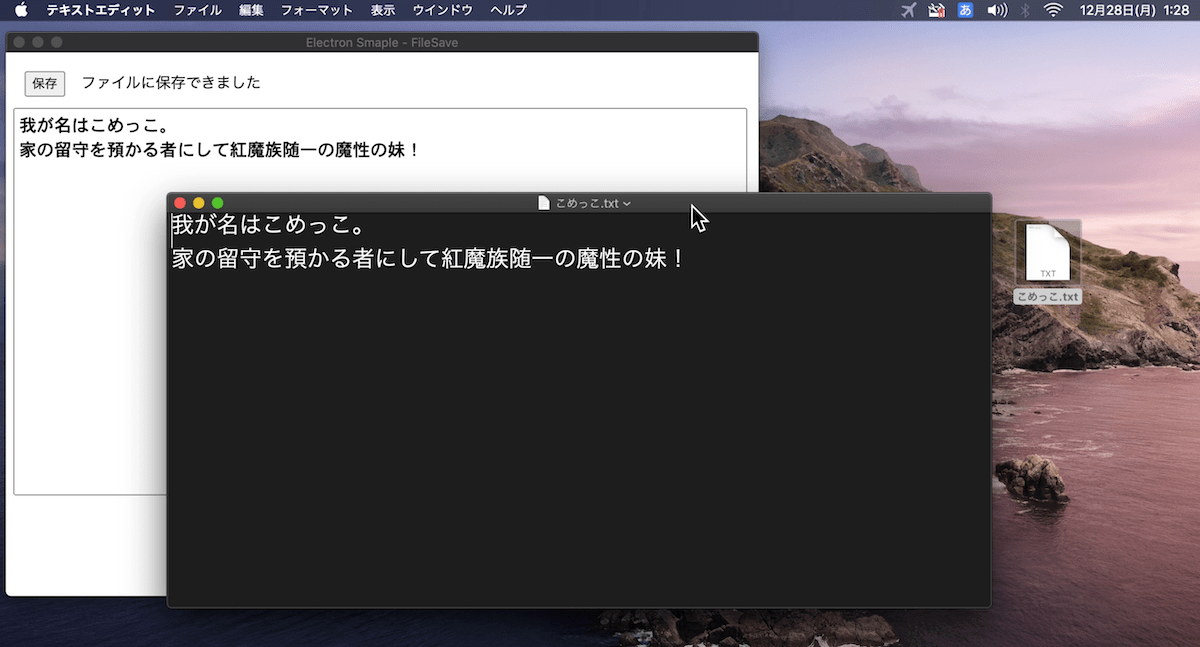 テキストエディット ファイル 編集 フォーマット 表示 ウインドウ ヘルプ あ 12月28日(月) 1:28
Electron Smaple - FileSave
保存 ファイルに保存できました
我が名はこめっこ。
家の留守を預かる者にして紅魔族随一の魔性の妹！
こめっこ.txt
我が名はこめっこ。
家の留守を預かる者にして紅魔族随一の魔性の妹！
TXT
こめっこ.txt